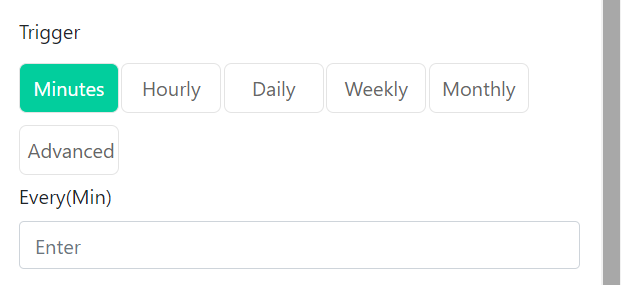 Trigger
Minutes Hourly Daily Weekly Monthly
Advanced
Every(Min)
Enter